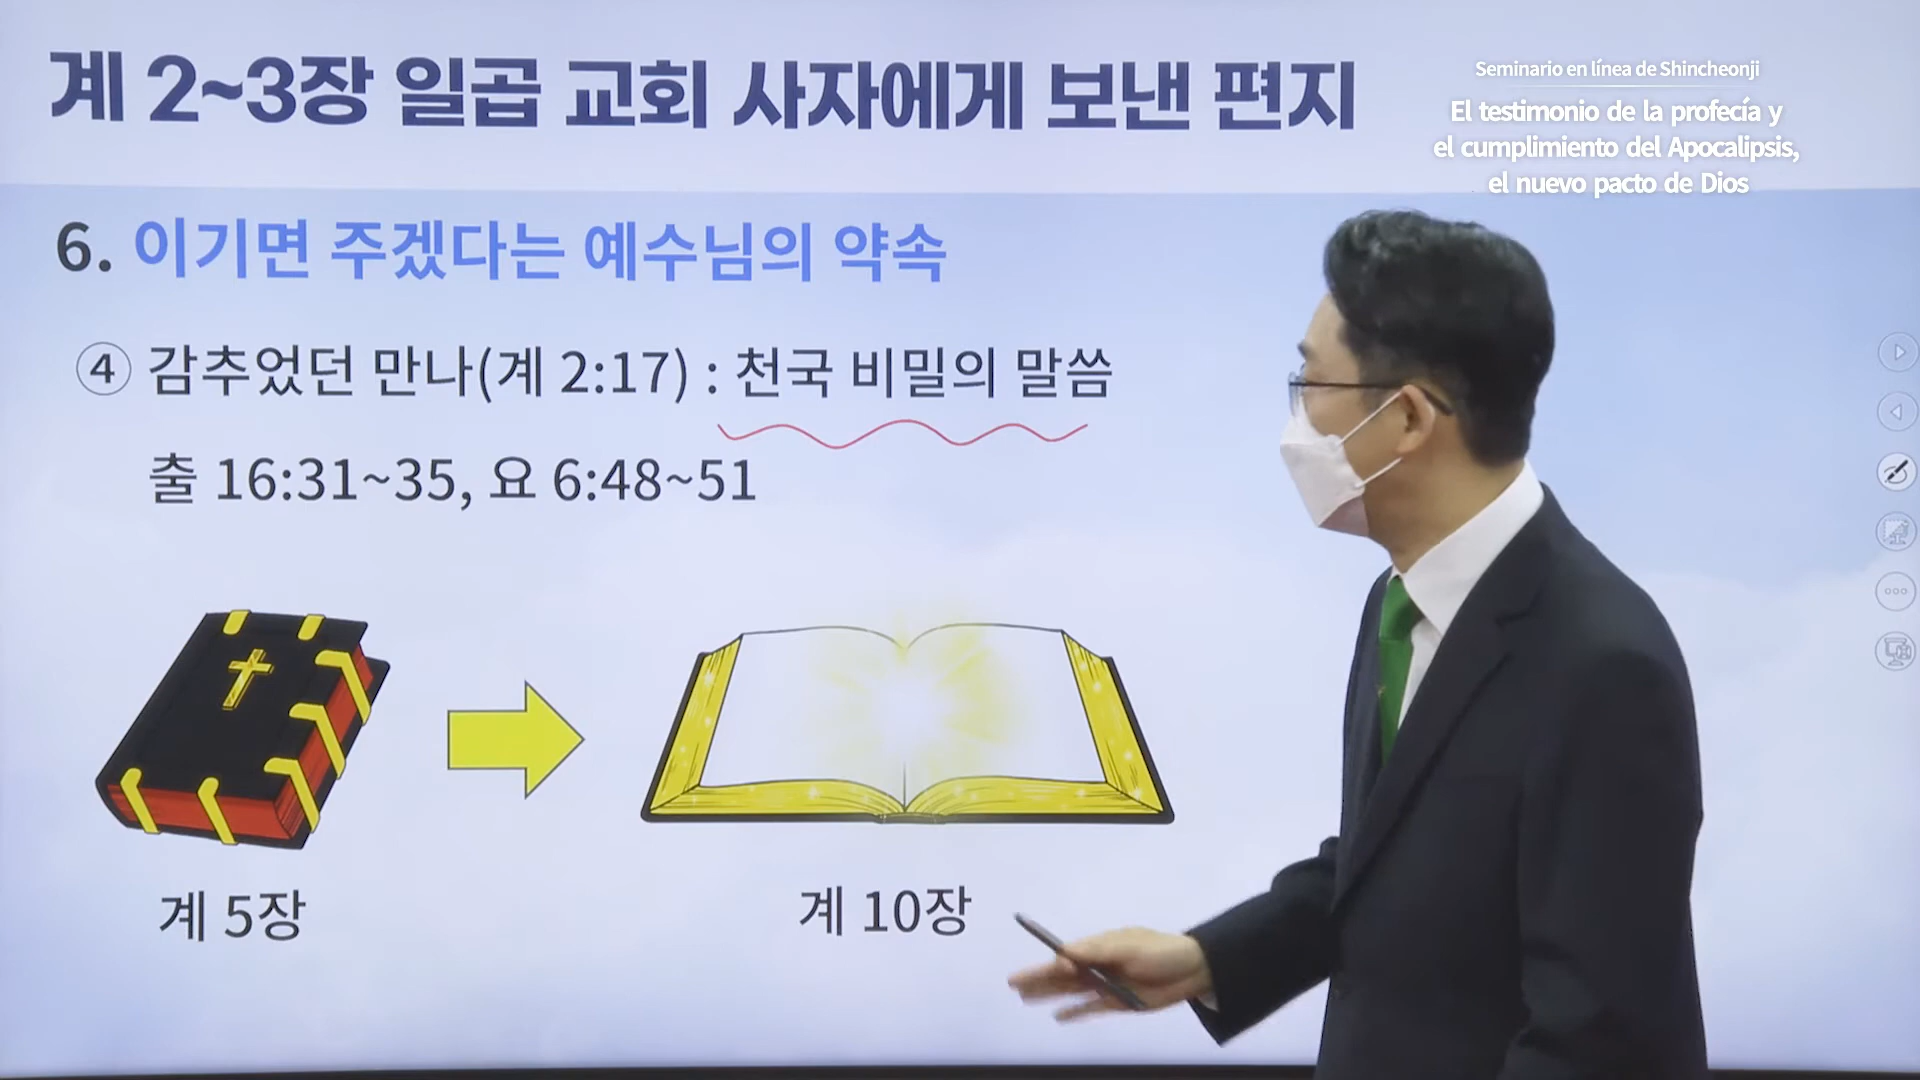 계 2~3장 일곱 교회 사자에게 보낸 편지
Seminario en línea de Shincheonji
El testimonio de la profecía y
el cumplimiento del Apocalipsis,
el nuevo pacto de Dios
6. 이기면 주겠다는 예수님의 약속
④ 감추었던 만나(계 2:17) : 천국 비밀의 말씀
출 16:31~35, 요 6:48~51
계 5장
계 10장